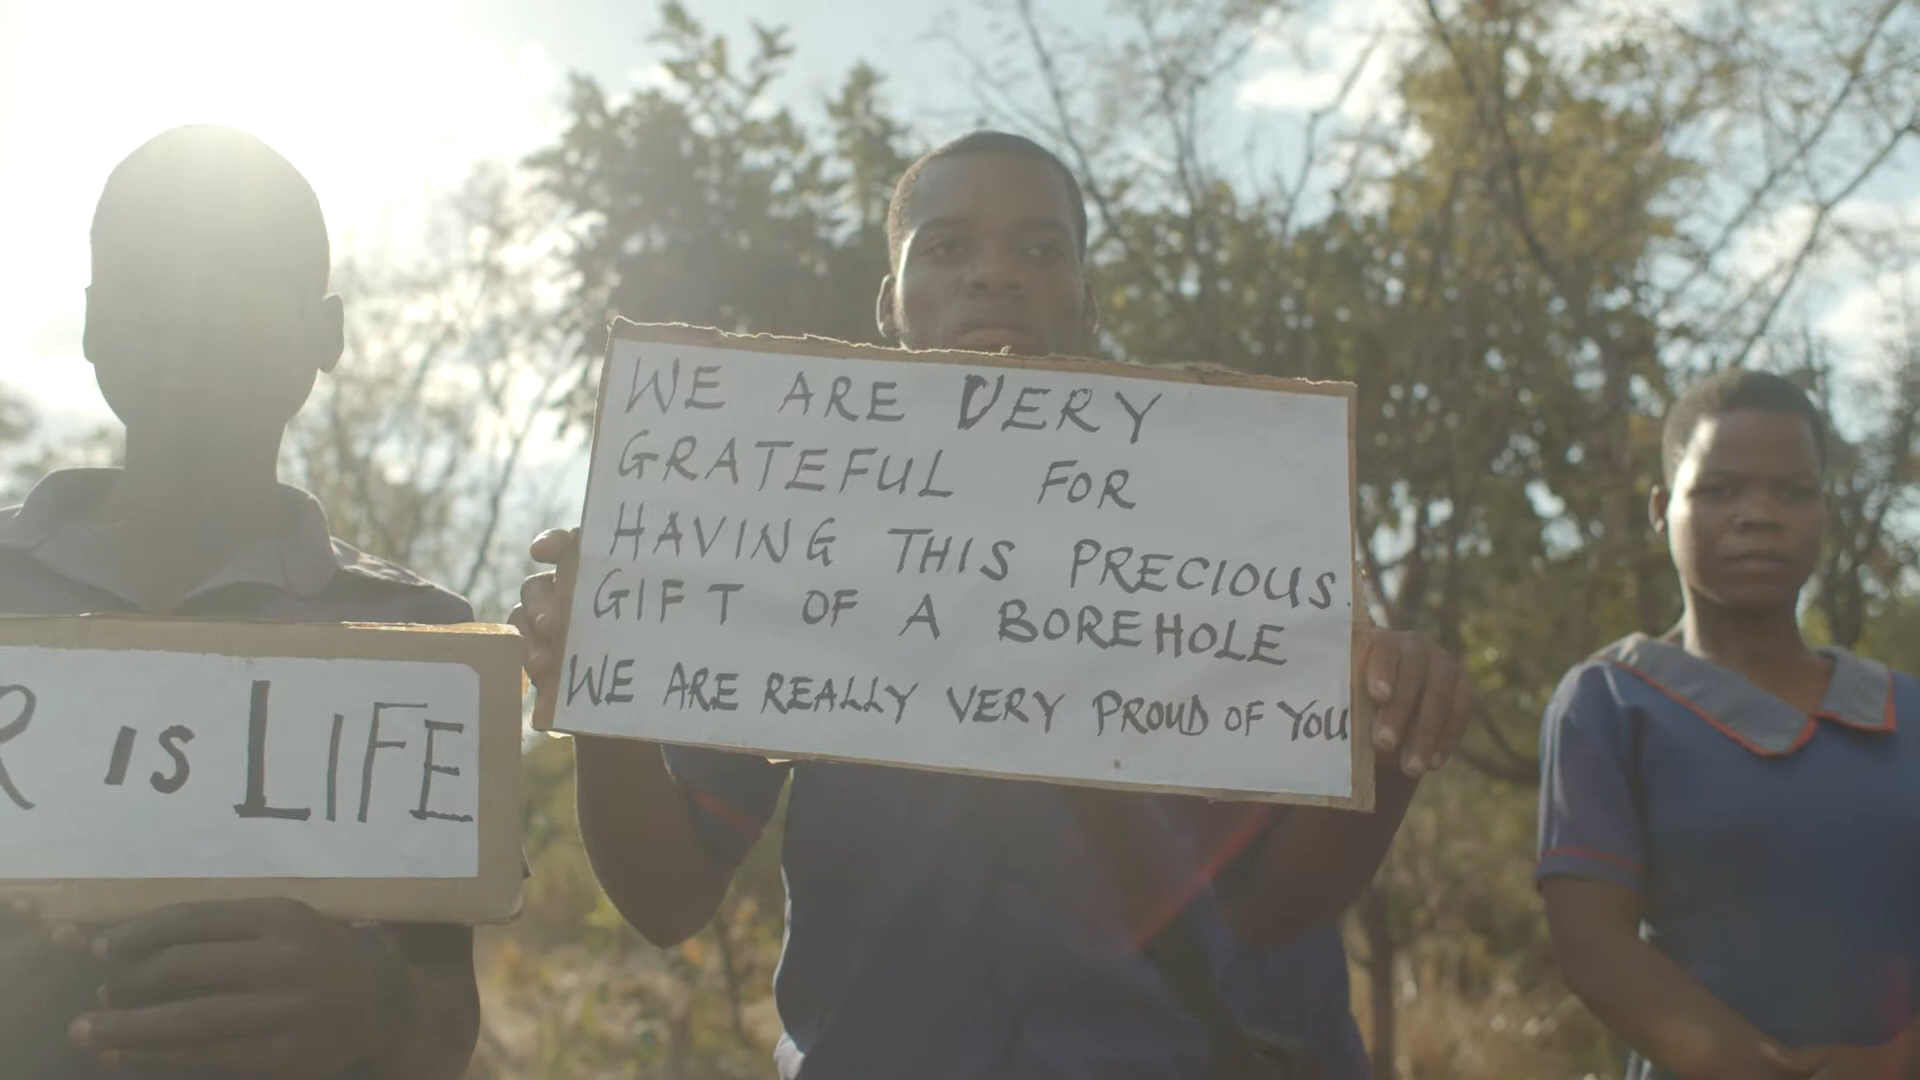 R is LIFE
WE ARE VERY
GRATEFUL FOR
HAVING THIS PRECIOUS
GIFT OF A BOREHOLE
WE ARE REALLY VERY PROUD OF YOU